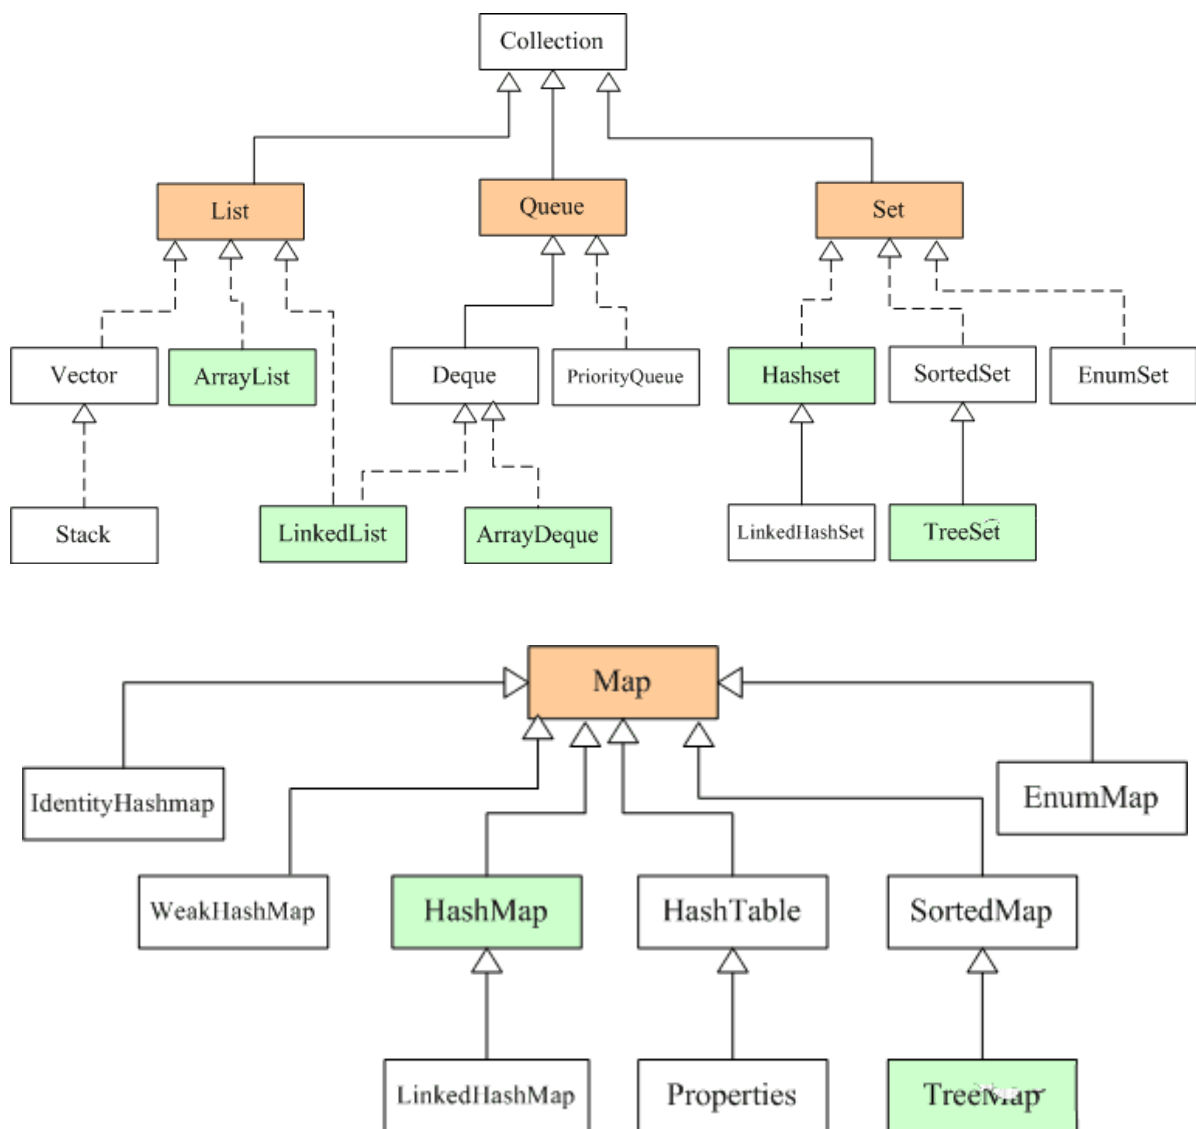 Collection
List
Queue
Set
Vector
ArrayList
Deque
PriorityQueue
Hashset
SortedSet
EnumSet
Stack
LinkedList
ArrayDeque
LinkedHashSet
TreeSet
Map
IdentityHashmap
EnumMap
WeakHashMap
HashMap
HashTable
SortedMap
LinkedHashMap
Properties
TreeMap